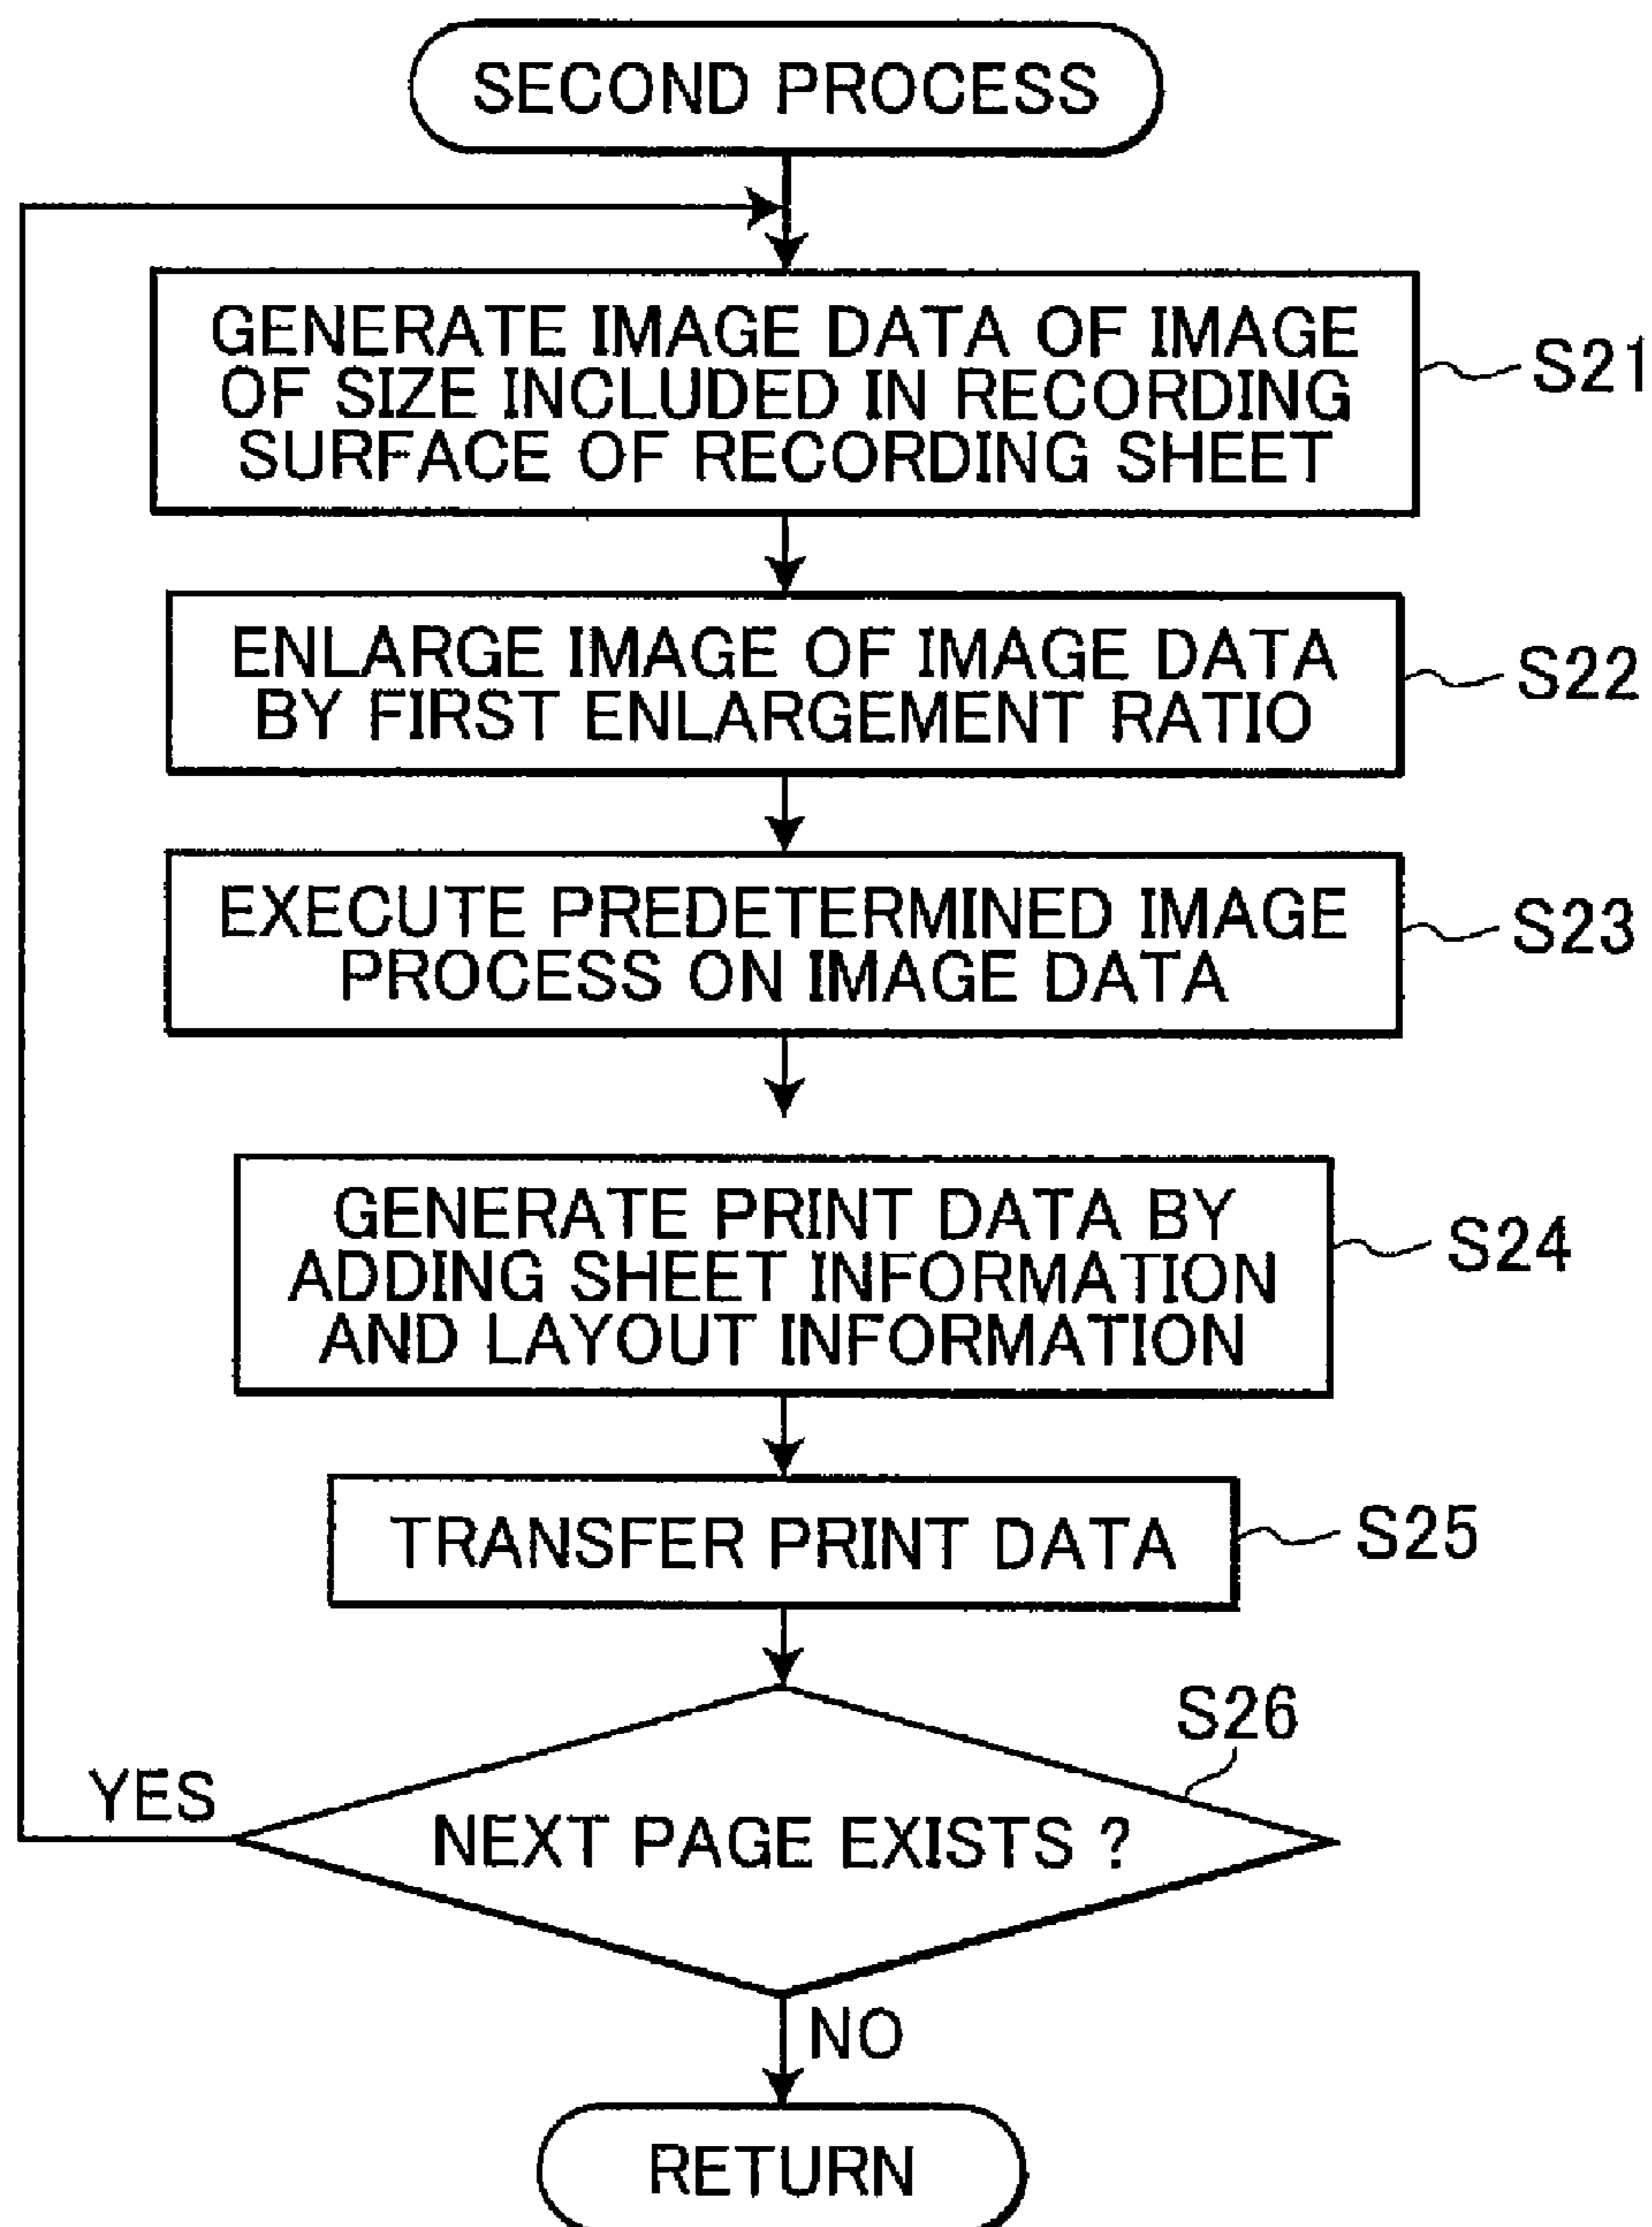 SECOND PROCESS
GENERATE IMAGE DATA OF IMAGE
OF SIZE INCLUDED IN RECORDING
SURFACE OF RECORDING SHEET
S21
ENLARGE IMAGE OF IMAGE DATA
BY FIRST ENLARGEMENT RATIO
S22
EXECUTE PREDETERMINED IMAGE
PROCESS ON IMAGE DATA
S23
GENERATE PRINT DATA BY
ADDING SHEET INFORMATION
AND LAYOUT INFORMATION
S24
TRANSFER PRINT DATA
S25
S26
YES
NEXT PAGE EXISTS ?
NO
RETURN